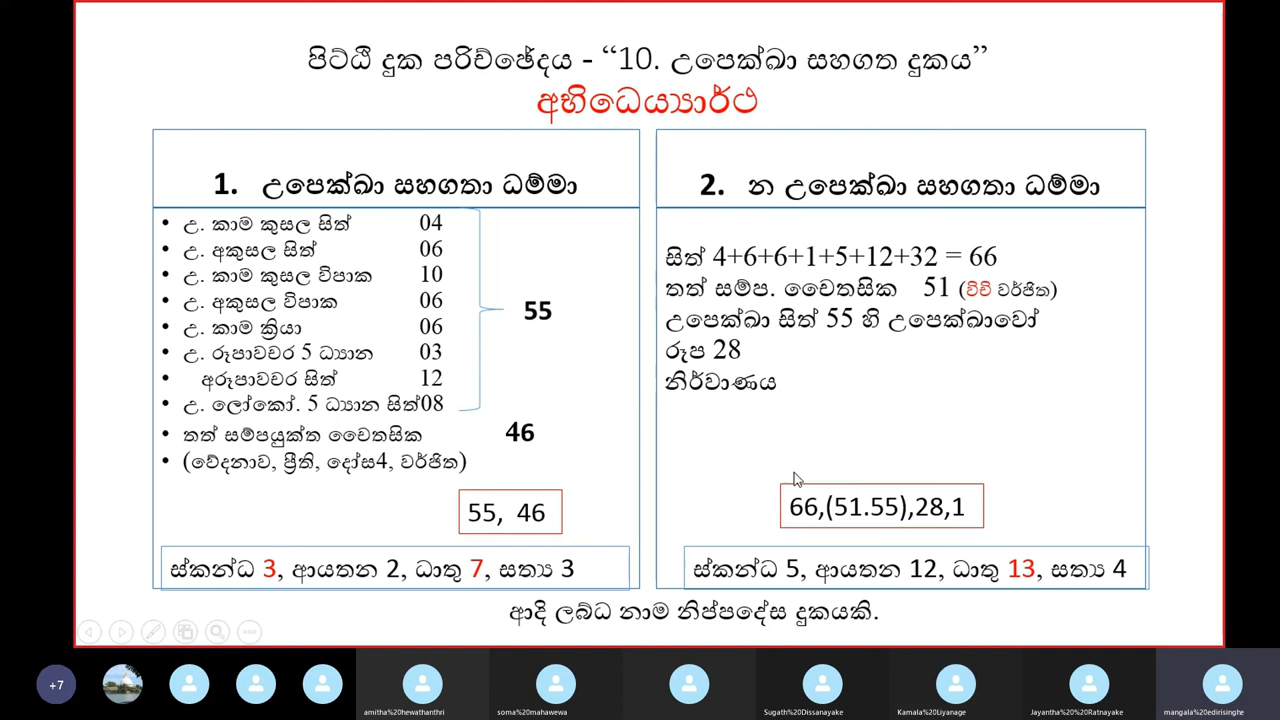 පිට්ඨි දුක පරිච්ඡේදය - “10. උපෙක්ඛා සහගත දුකය”
අභිධෙය්‍යාර්ථ
1. උපෙක්ඛා සහගතා ධම්මා
• උ. කාම කුසල සිත් 04
• උ. අකුසල සිත් 06
• උ. කාම කුසල විපාක 10
• උ. අකුසල විපාක 06
• උ. කාම ක්‍රියා 06
• උ. රූපාවචර 5 ධ්‍යාන 03
• අරූපාවචර සිත් 12
• උ. ලෝකෝ. 5 ධ්‍යාන සිත්08
55
• තත් සම්පයුක්ත චෛතසික 46
• (වේදනාව, ප්‍රීති, දෝස4, වර්ජිත)
55, 46
ස්කන්ධ 3, ආයතන 2, ධාතු 7, සත්‍ය 3
2. න උපෙක්ඛා සහගතා ධම්මා
සිත් 4+6+6+1+5+12+32 = 66
තත් සම්ප. චෛතසික 51 (විචි වර්ජිත)
උපෙක්ඛා සිත් 55 හි උපෙක්ඛාවෝ
රූප 28
නිර්වාණය
66,(51.55),28,1
ස්කන්ධ 5, ආයතන 12, ධාතු 13, සත්‍ය 4
ආදි ලබ්ධ නාම නිප්පදේස දුකයකි.
+7
amitha%20hewathanthri
soma%20mahawewa
Sugath%20Dissanayake
Kamala%20Liyanage
Jayantha%20Ratnayake
mangala%20edirisinghe